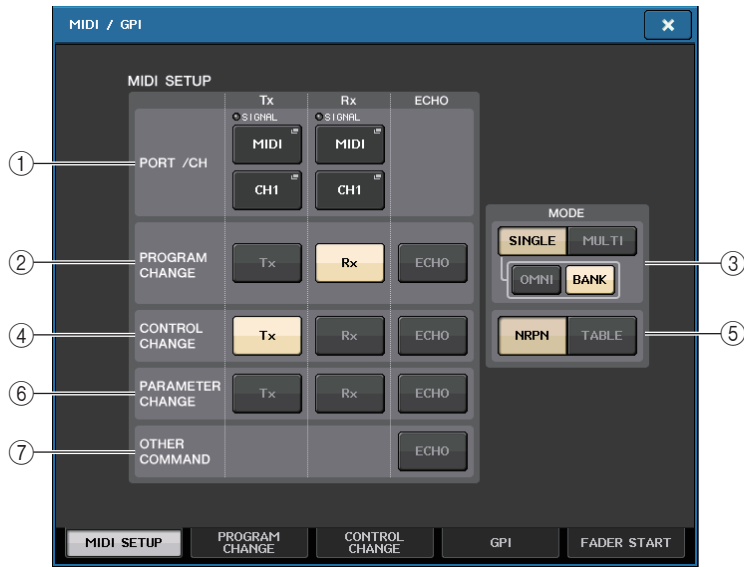 MIDI / GPI
MIDI SETUP
Tx Rx ECHO
SIGNAL SIGNAL
① PORT /CH MIDI MIDI
CH1 CH1
MODE
② PROGRAM CHANGE Tx Rx ECHO
SINGLE MULTI ③
OMNI BANK
④ CONTROL CHANGE Tx Rx ECHO
NRPN TABLE ⑤
⑥ PARAMETER CHANGE Tx Rx ECHO
⑦ OTHER COMMAND ECHO
MIDI SETUP PROGRAM CHANGE CONTROL CHANGE GPI FADER START